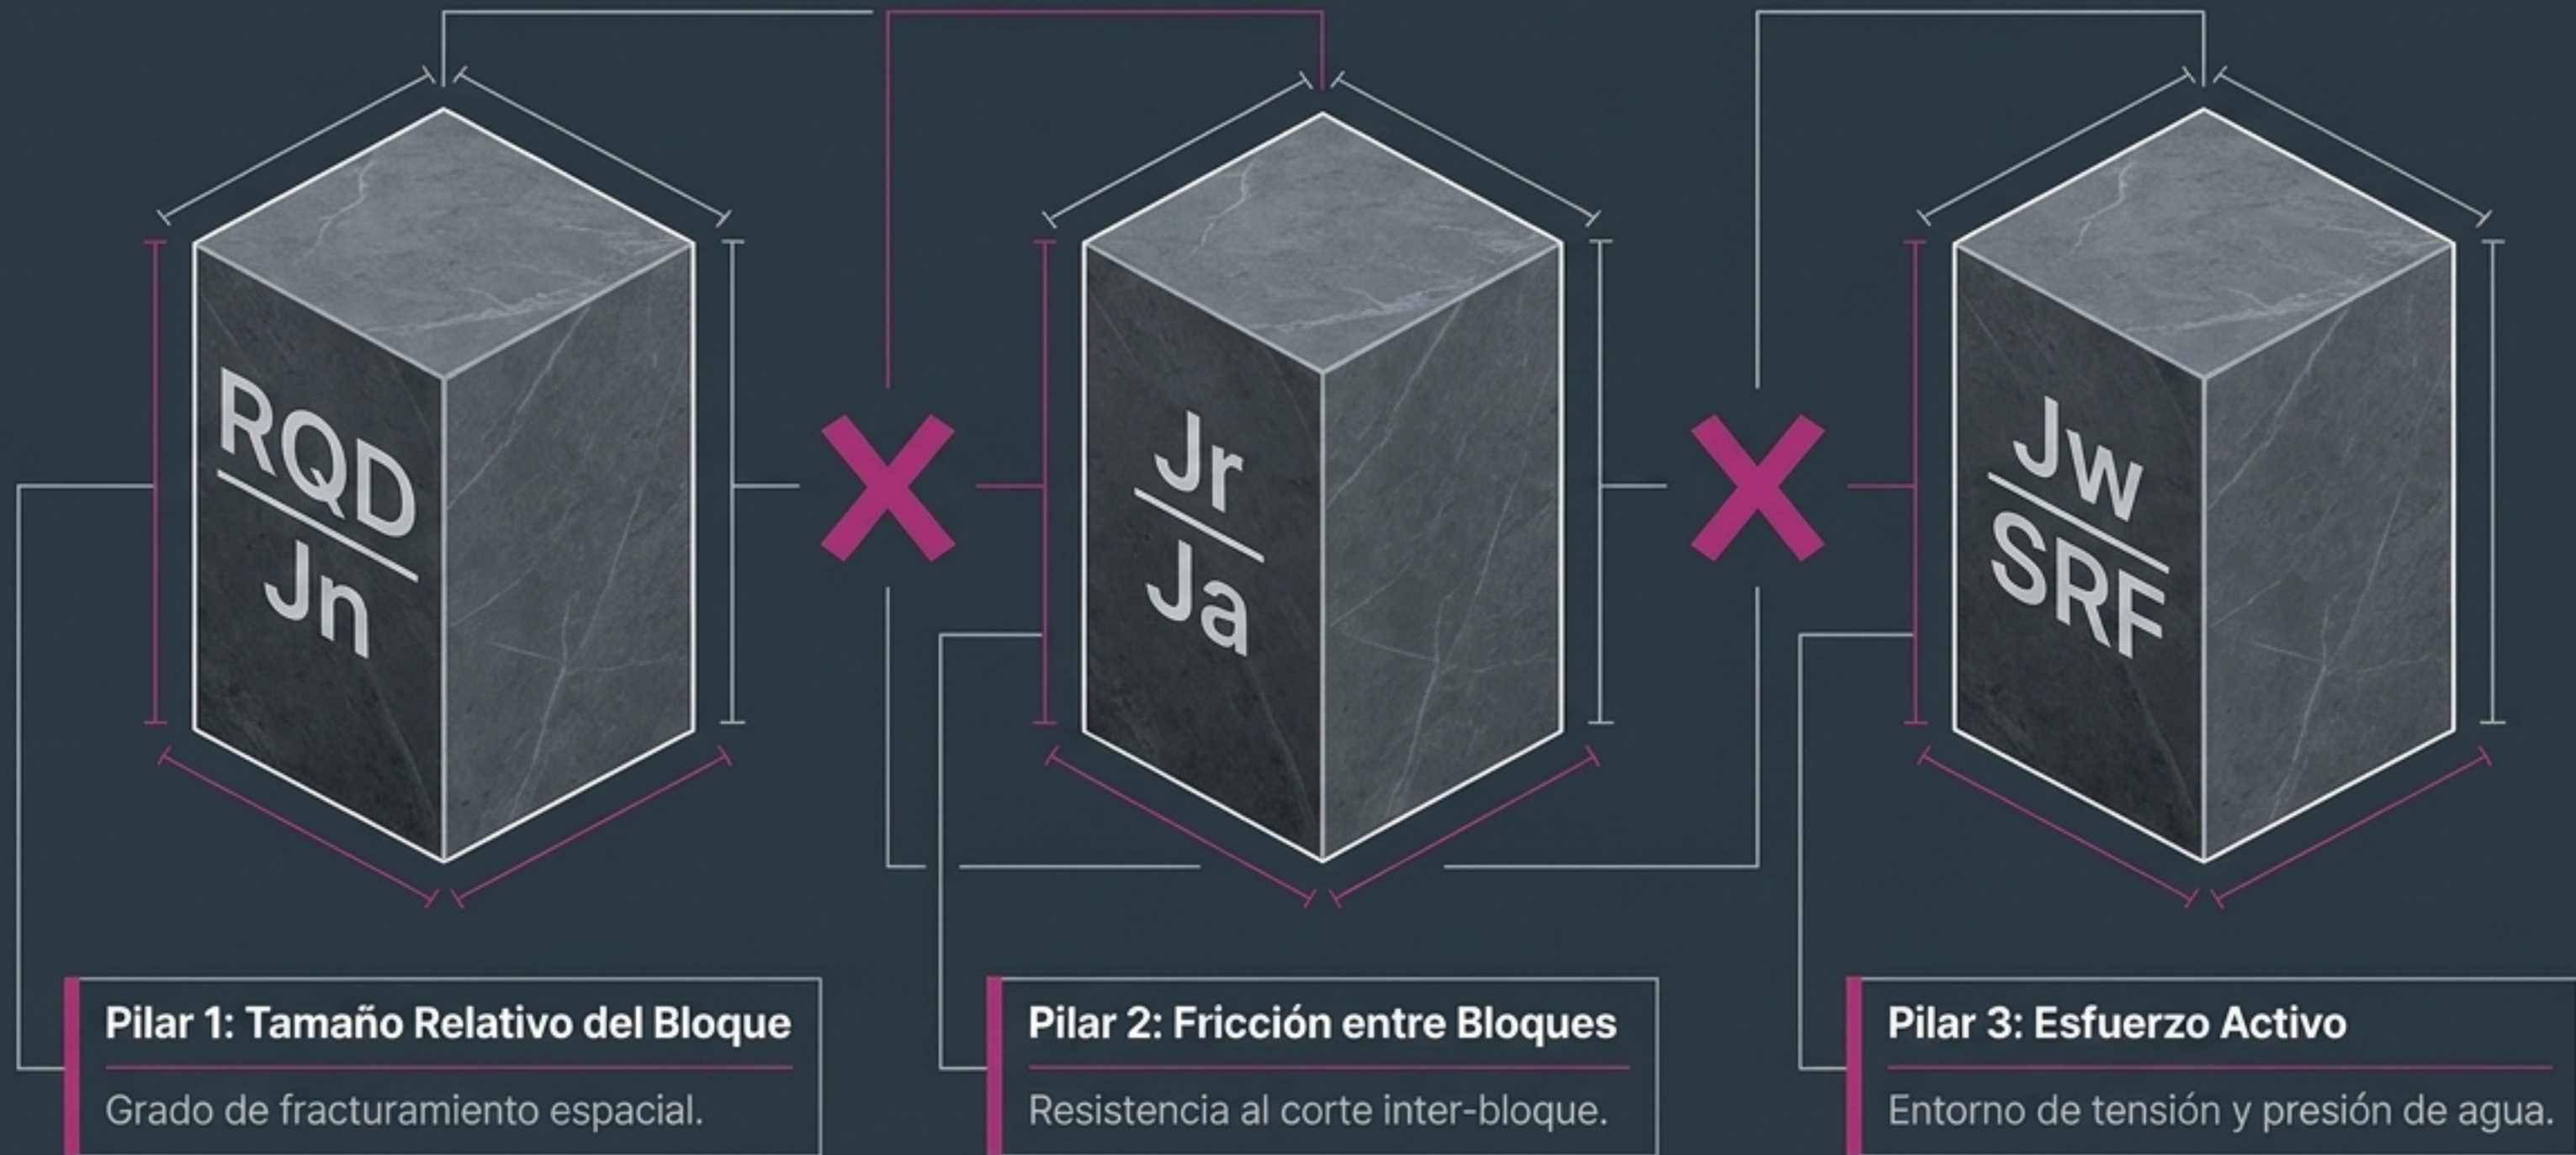 RQD
Jn
Jr
Ja
Jw
SRF
Pilar 1: Tamaño Relativo del Bloque
Grado de fracturamiento espacial.
Pilar 2: Fricción entre Bloques
Resistencia al corte inter-bloque.
Pilar 3: Esfuerzo Activo
Entorno de tensión y presión de agua.